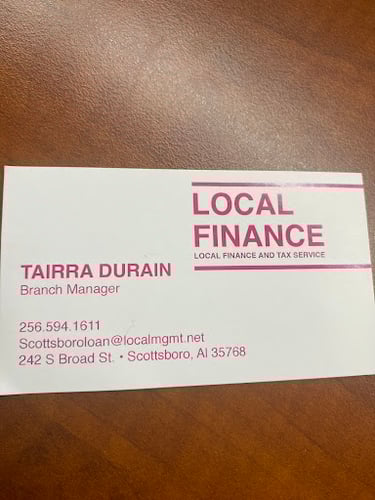 LOCAL
FINANCE
LOCAL FINANCE AND TAX SERVICE
TAIRRA DURAIN
Branch Manager
256.594.1611
Scottsboroloan@localmgmt.net
242 S Broad St. • Scottsboro, Al 35768